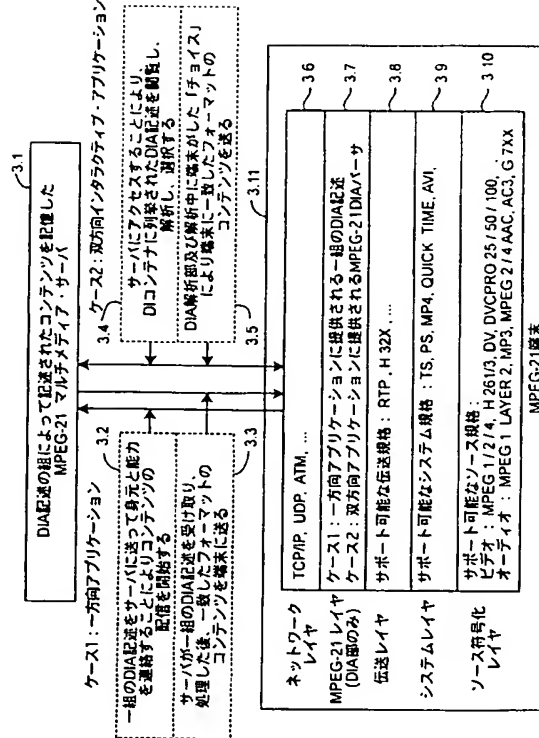 DIA記述の組によって記述されたコンテンツを記憶した
MPEG-21 マルチメディア・サーバ
3.1
ケース1:一方向アプリケーション
ケース2:双方向インタラクティブ・アプリケーション
3.2
一組のDIA記述をサーバに送って身元と能力
を連絡することによりコンテンツの
配信を開始する
サーバが一組のDIA記述を受け取り、
処理した後、一致したフォーマットの
コンテンツを端末に送る
3.3
3.4
サーバにアクセスすることにより、
DIコンテナに列挙されたDIA記述を閲覧し、
解析し、選択する
DIA解析部及び解析中に端末がした「チョイス」
により端末に一致したフォーマットの
コンテンツを送る
3.5
3.11
ネットワーク
レイヤ
TCP/IP, UDP, ATM, ...
3.6
MPEG-21 レイヤ
(DIA部のみ)
ケース1:一方向アプリケーションに提供される一組のDIA記述
ケース2:双方向アプリケーションに提供されるMPEG-21DIAパーサ
3.7
伝送レイヤ
サポート可能な伝送規格:RTP, H 32X, ...
3.8
システムレイヤ
サポート可能なシステム規格:TS, PS, MP4, QUICK TIME, AVI,
3.9
ソース符号化
レイヤ
サポート可能なソース規格:
ビデオ:MPEG 1/2/4, H 261/3, DV, DVCPRO 25/50/100,
オーディオ:MPEG 1 LAYER 2, MP3, MPEG 2/4 AAC, AC3, G 7XX
3 10
MPEG-21端末